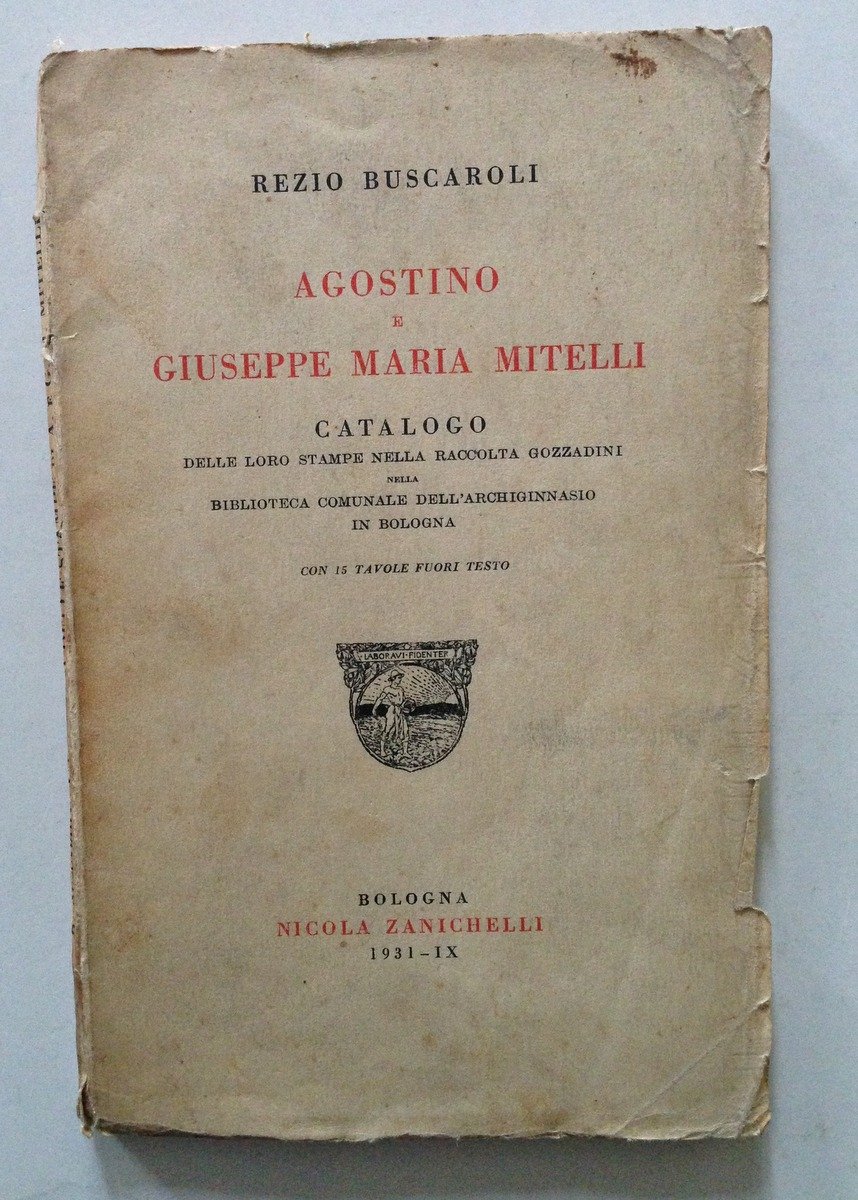 REZIO BUSCAROLI
AGOSTINO
E
GIUSEPPE MARIA MITELLI
CATALOGO
DELLE LORO STAMPE NELLA RACCOLTA GOZZADINI
NELLA
BIBLIOTECA COMUNALE DELL'ARCHIGINNASIO
IN BOLOGNA
CON 15 TAVOLE FUORI TESTO
LABORAVI·FIDENTER
BOLOGNA
NICOLA ZANICHELLI
1931-IX